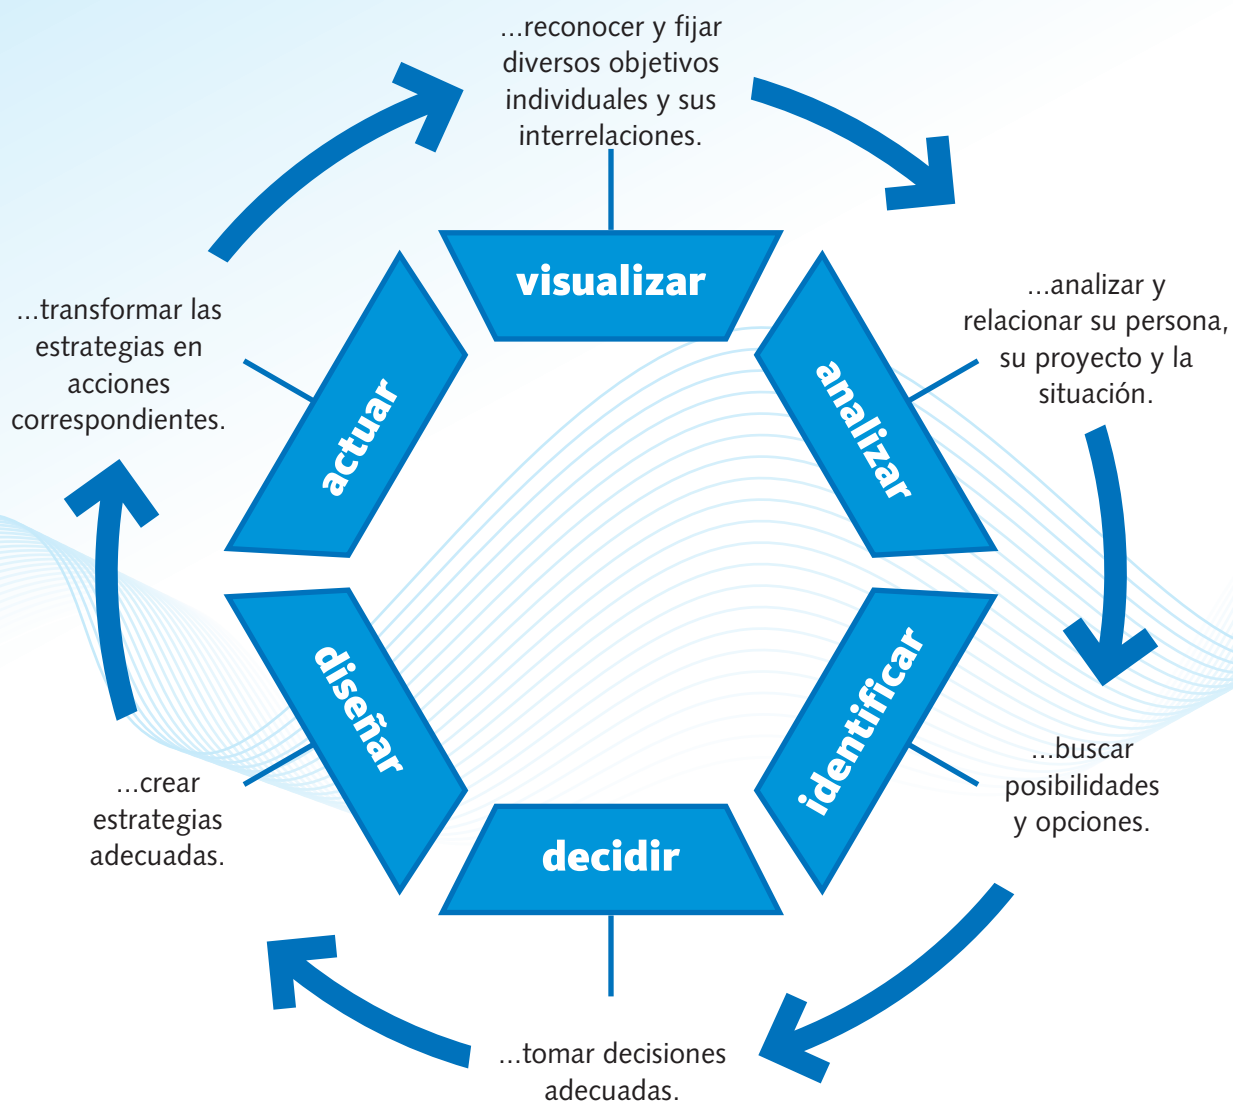 ...reconocer y fijar
diversos objetivos
individuales y sus
interrelaciones.
visualizar
...analizar y
relacionar su persona,
su proyecto y la
situación.
analizar
...buscar
posibilidades
y opciones.
identificar
decidir
...tomar decisiones
adecuadas.
diseñar
...crear
estrategias
adecuadas.
actuar
...transformar las
estrategias en
acciones
correspondientes.